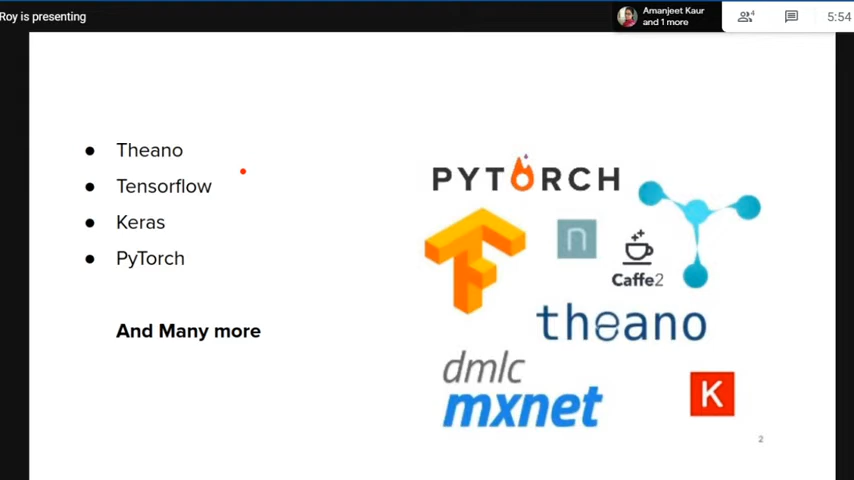 Roy is presenting
Amanjeet Kaur
and 1 more
4
5:54
Theano
Tensorflow
Keras
PyTorch
And Many more
PYTORCH
n
Caffe2
theano
dmlc
mxnet
K
2